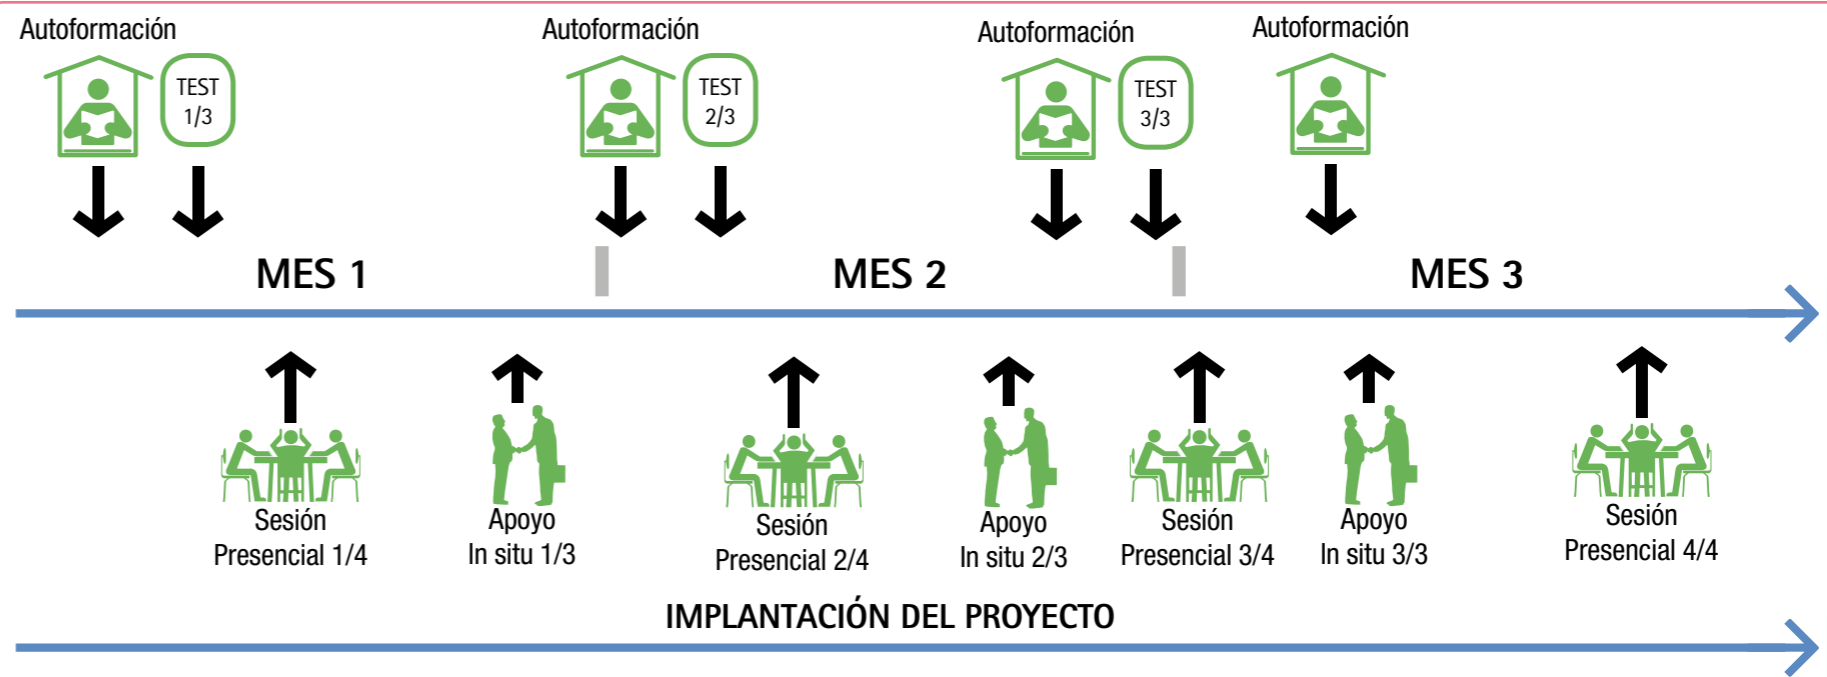 Autoformación
Autoformación
Autoformación
Autoformación
TEST
1/3
TEST
2/3
TEST
3/3
MES 1
MES 2
MES 3
Sesión
Presencial 1/4
Apoyo
In situ 1/3
Sesión
Presencial 2/4
Apoyo
In situ 2/3
Sesión
Presencial 3/4
Apoyo
In situ 3/3
Sesión
Presencial 4/4
IMPLANTACIÓN DEL PROYECTO